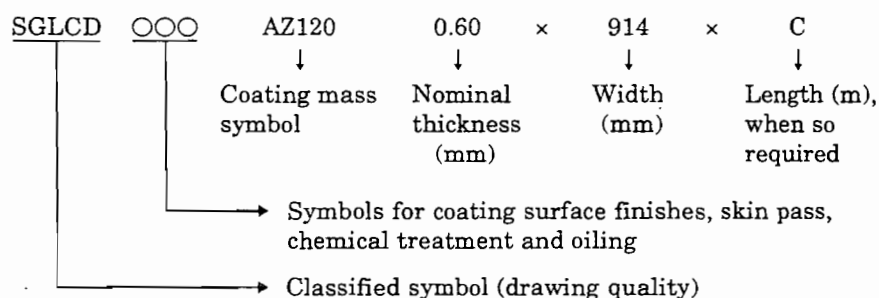 SGLCD ○○○ AZ120 0.60 × 914 × C
Coating mass symbol
Nominal thickness (mm)
Width (mm)
Length (m), when so required
Symbols for coating surface finishes, skin pass,
chemical treatment and oiling
Classified symbol (drawing quality)